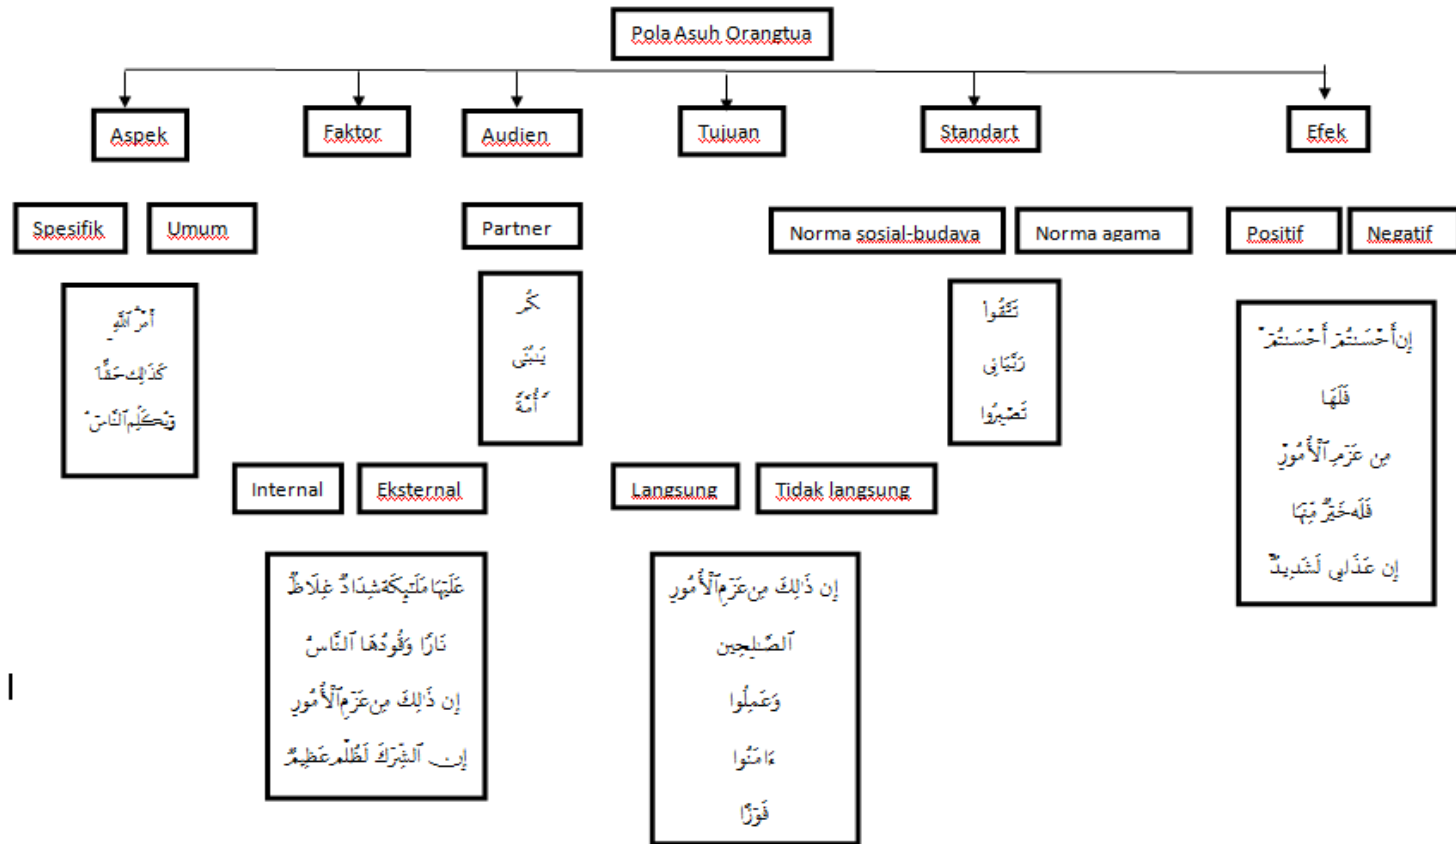 Pola Asuh Orangtua
Aspek
Faktor
Audien
Tujuan
Standart
Efek
Spesifik
Umum
Partner
Norma sosial-budaya
Norma agama
Positif
Negatif
أَمْرُ ٱللَّهِ
كَذَٰلِكَ حَقًّا
وَيُكَلِّمُ ٱلنَّاسَ
كُمْ
يَٰبُنَىَّ
أُمَّةٌ
تَتَّقُوا۟
رَبَّيَانِى
تَصْبِرُوا
إِنْ أَحْسَنتُمْ أَحْسَنتُمْ
فَلَهَا
مِنْ عَزْمِ ٱلْأُمُورِ
فَلَه خَيْرٌ مِّنْهَا
إِن عَذَابِي لَشَدِيدٌ
Internal
Eksternal
Langsung
Tidak langsung
عَلَيْهَا مَلَٰٓئِكَة شِدَادٌ غِلَاظٌ
نَارًا وَقُودُهَا ٱلنَّاسُ
إِن ذَٰلِكَ مِن عَزْمِ ٱلْأُمُورِ
إِنَّ ٱلشِّرْكَ لَظُلْم عَظِيمٌ
إِن ذَٰلِكَ مِن عَزْمِ ٱلْأُمُورِ
ٱلصَّٰلِحِين
وَعَمِلُوا
ءَامَنُوا
فَوْزًا